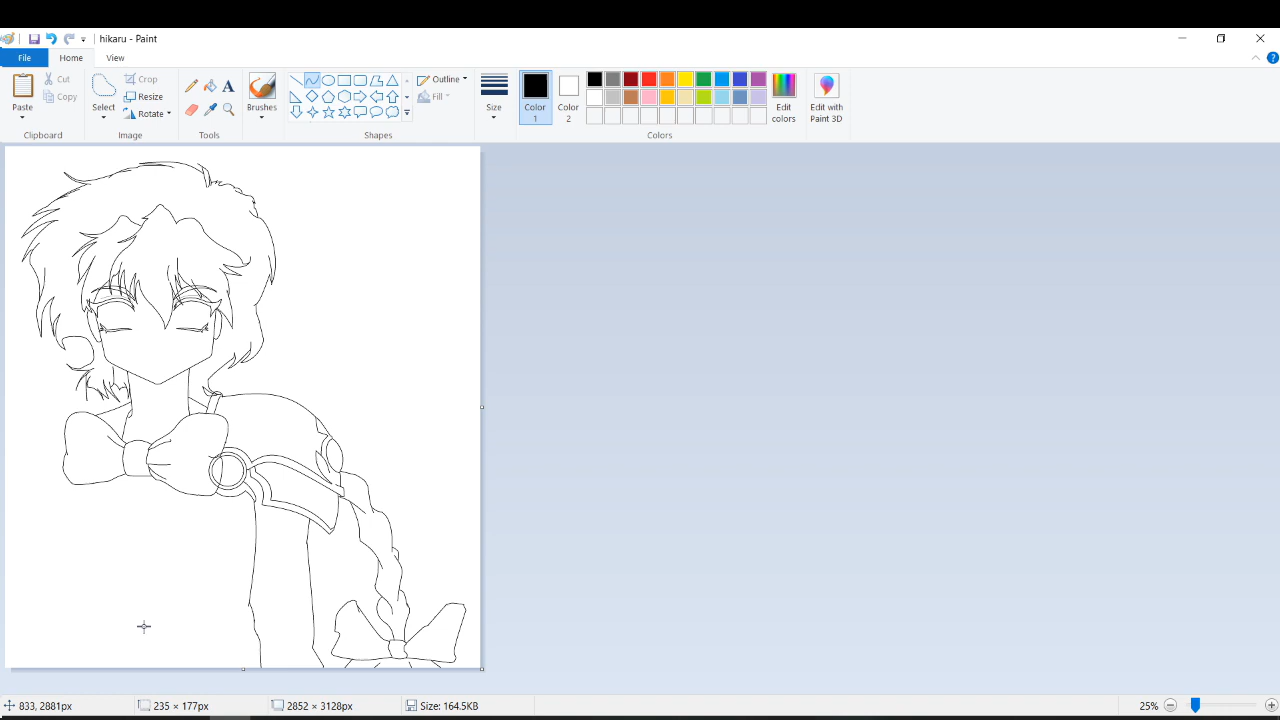 hikaru - Paint
File Home View
Paste Cut Copy
Select Crop Resize Rotate
A
Brushes
Outline Fill
Size
Color 1 Color 2
Edit colors
Edit with Paint 3D
Clipboard Image Tools Shapes Colors
833, 2881px 235 × 177px 2852 × 3128px Size: 164.5KB 25%